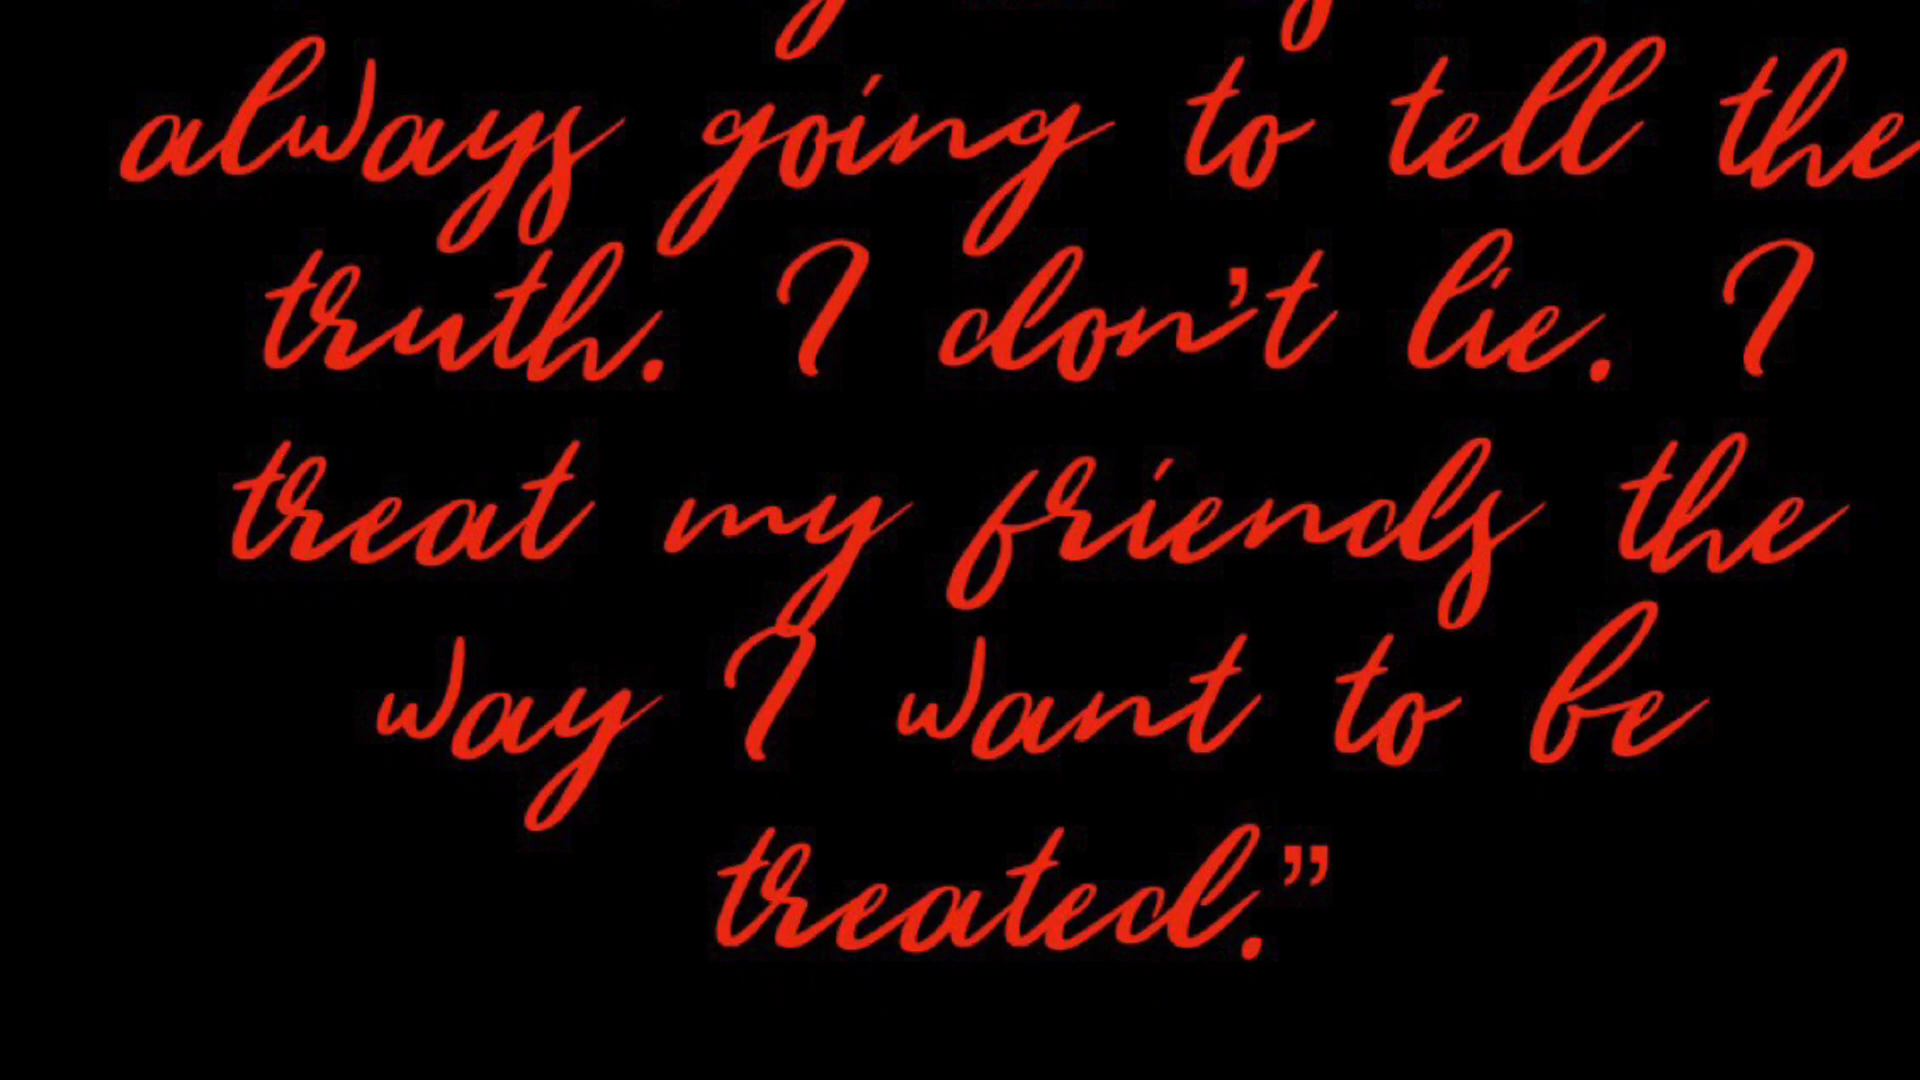 always going to tell the
truth. I don't lie. I
treat my friends the
way I want to be
treated.”